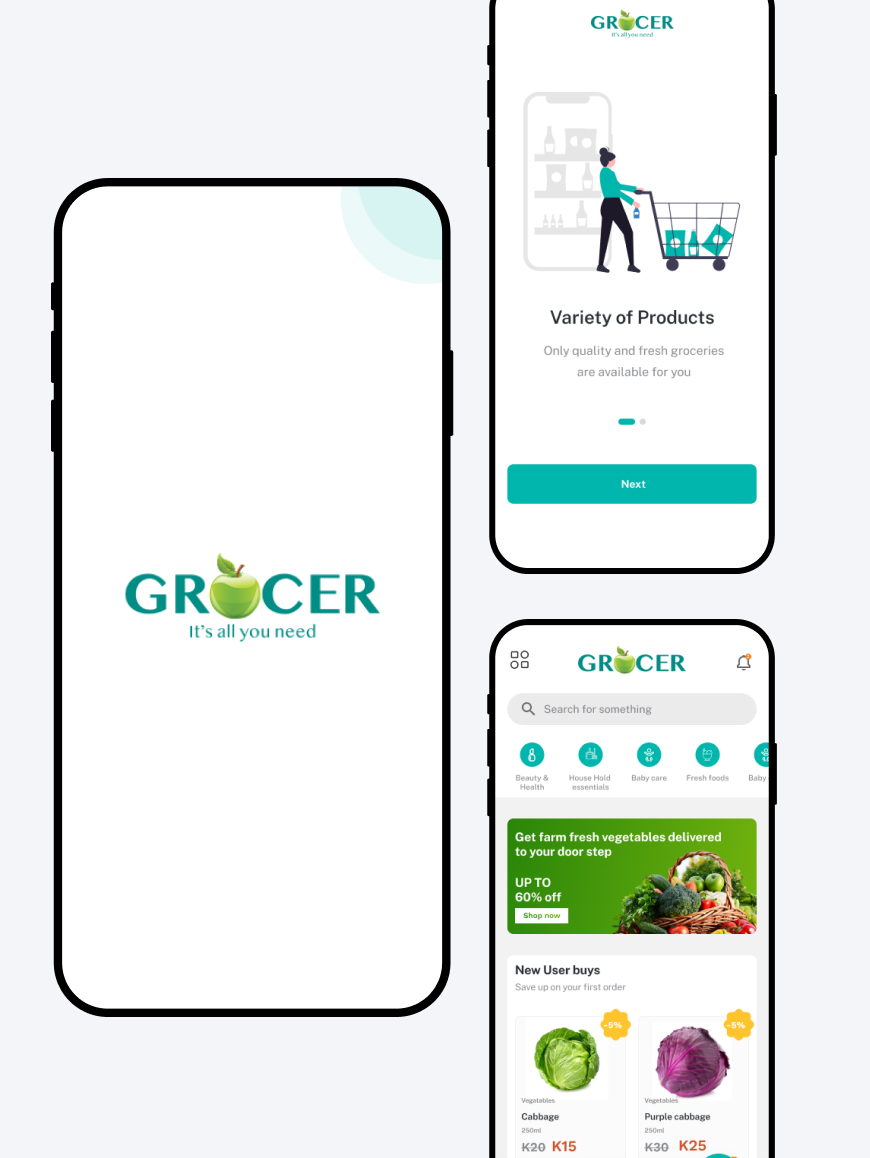 GROCER
It's all you need
GROCER
It's all you need
Variety of Products
Only quality and fresh groceries
are available for you
Next
GROCER
Search for something
Beauty &
Health
House Hold
essentials
Baby care
Fresh foods
Baby
Get farm fresh vegetables delivered
to your door step
UP TO
60% off
Shop now
New User buys
Save up on your first order
-5%
Vegatables
Cabbage
250ml
K20 K15
-5%
Vegatables
Purple cabbage
250ml
K30 K25